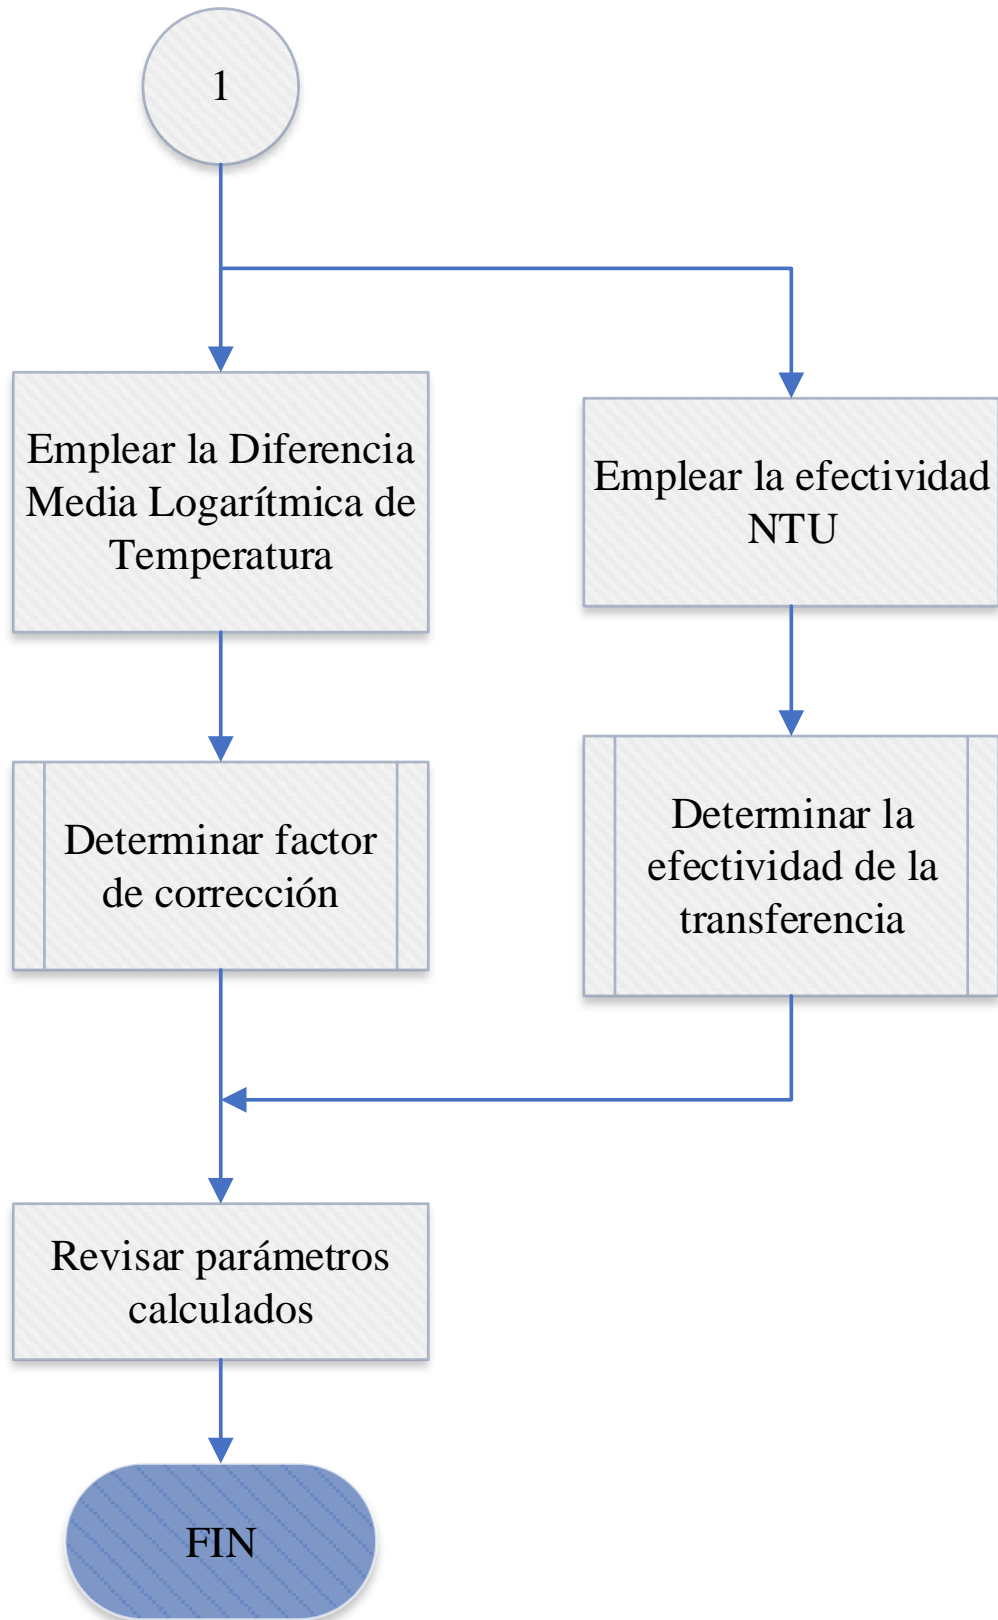 1
Emplear la Diferencia
Media Logarítmica de
Temperatura
Emplear la efectividad
NTU
Determinar factor
de corrección
Determinar la
efectividad de la
transferencia
Revisar parámetros
calculados
FIN